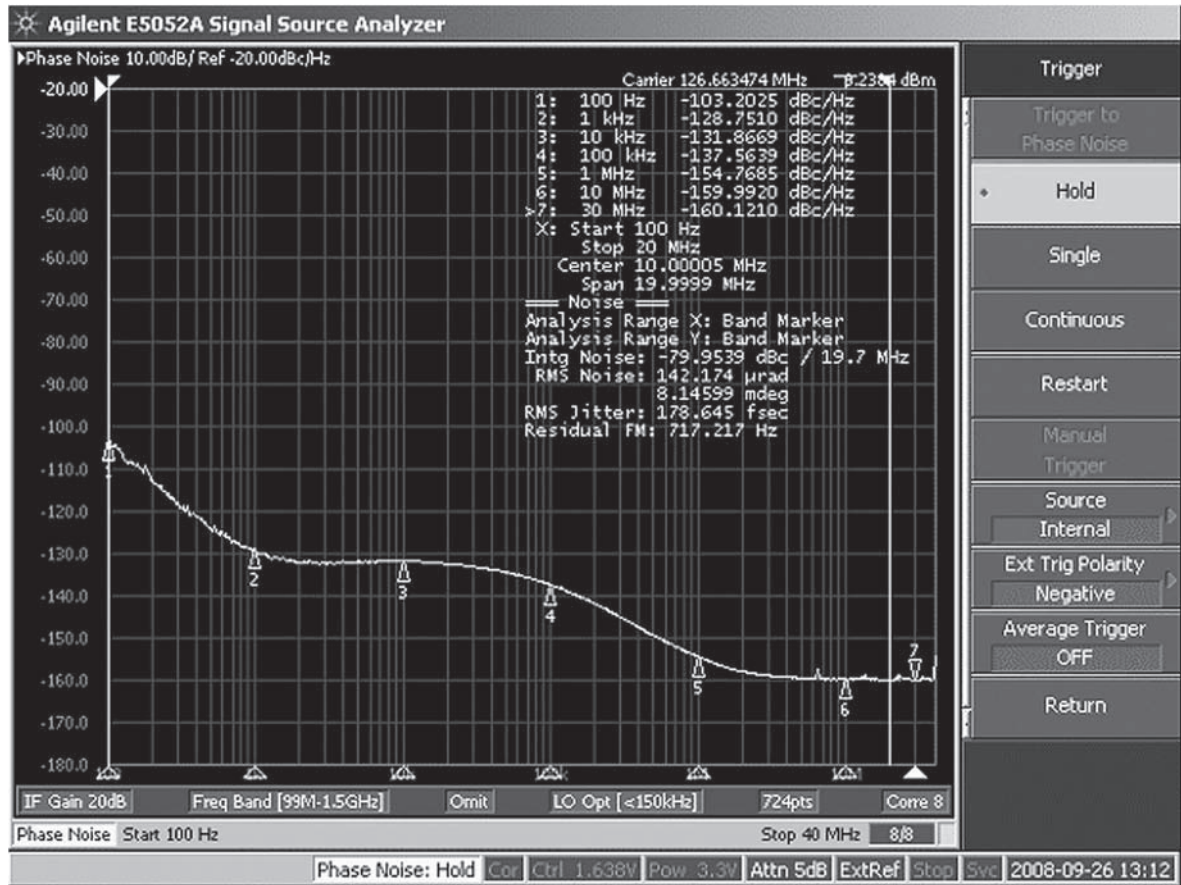 Agilent E5052A Signal Source Analyzer
Phase Noise 10.00dB/ Ref -20.00dBc/Hz
Carrier 126.663474 MHz dBm
-20.00
-30.00
-40.00
-50.00
-60.00
-70.00
-80.00
-90.00
-100.0
-110.0
-120.0
-130.0
-140.0
-150.0
-160.0
-170.0
-180.0
1: 100 Hz -103.2025 dBc/Hz
2: 1 kHz -128.7510 dBc/Hz
3: 10 kHz -131.8669 dBc/Hz
4: 100 kHz -137.5639 dBc/Hz
5: 1 MHz -154.7685 dBc/Hz
6: 10 MHz -159.9920 dBc/Hz
>7: 30 MHz -160.1210 dBc/Hz
X: Start 100 Hz
Stop 20 MHz
Center 10.00005 MHz
Span 19.9999 MHz
=== Noise ===
Analysis Range X: Band Marker
Analysis Range Y: Band Marker
Intg Noise: -79.9539 dBc / 19.7 MHz
RMS Noise: 142.174 µrad
8.14599 mdeg
RMS Jitter: 178.645 fsec
Residual FM: 717.217 Hz
1
2
3
4
5
6
7
IF Gain 20dB
Freq Band [99M-1.5GHz]
Omit
LO Opt [<150kHz]
724pts
Corre 8
Phase Noise Start 100 Hz
Stop 40 MHz
8/8
Phase Noise: Hold
Cor
Ctrl 1.638V
Pow 3.3V
Attn 5dB
ExtRef
Stop
Svc
2008-09-26 13:12
Trigger
Trigger to
Phase Noise
Hold
Single
Continuous
Restart
Manual
Trigger
Source
Internal
Ext Trig Polarity
Negative
Average Trigger
OFF
Return